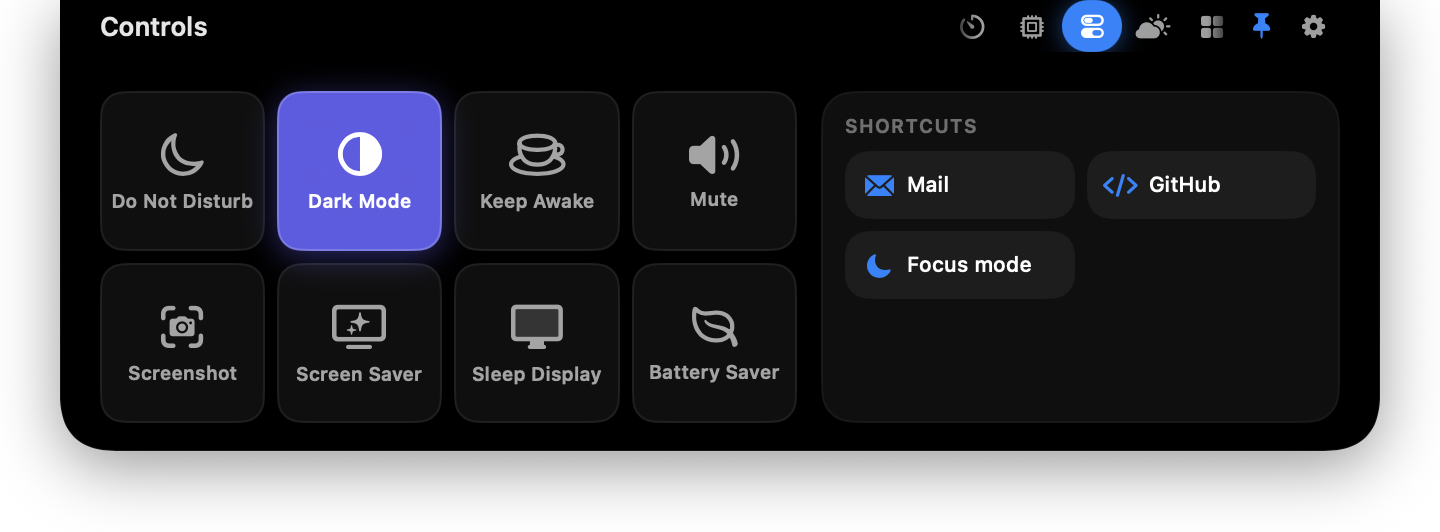 Controls
Do Not Disturb
Dark Mode
Keep Awake
Mute
Screenshot
Screen Saver
Sleep Display
Battery Saver
SHORTCUTS
Mail
GitHub
Focus mode